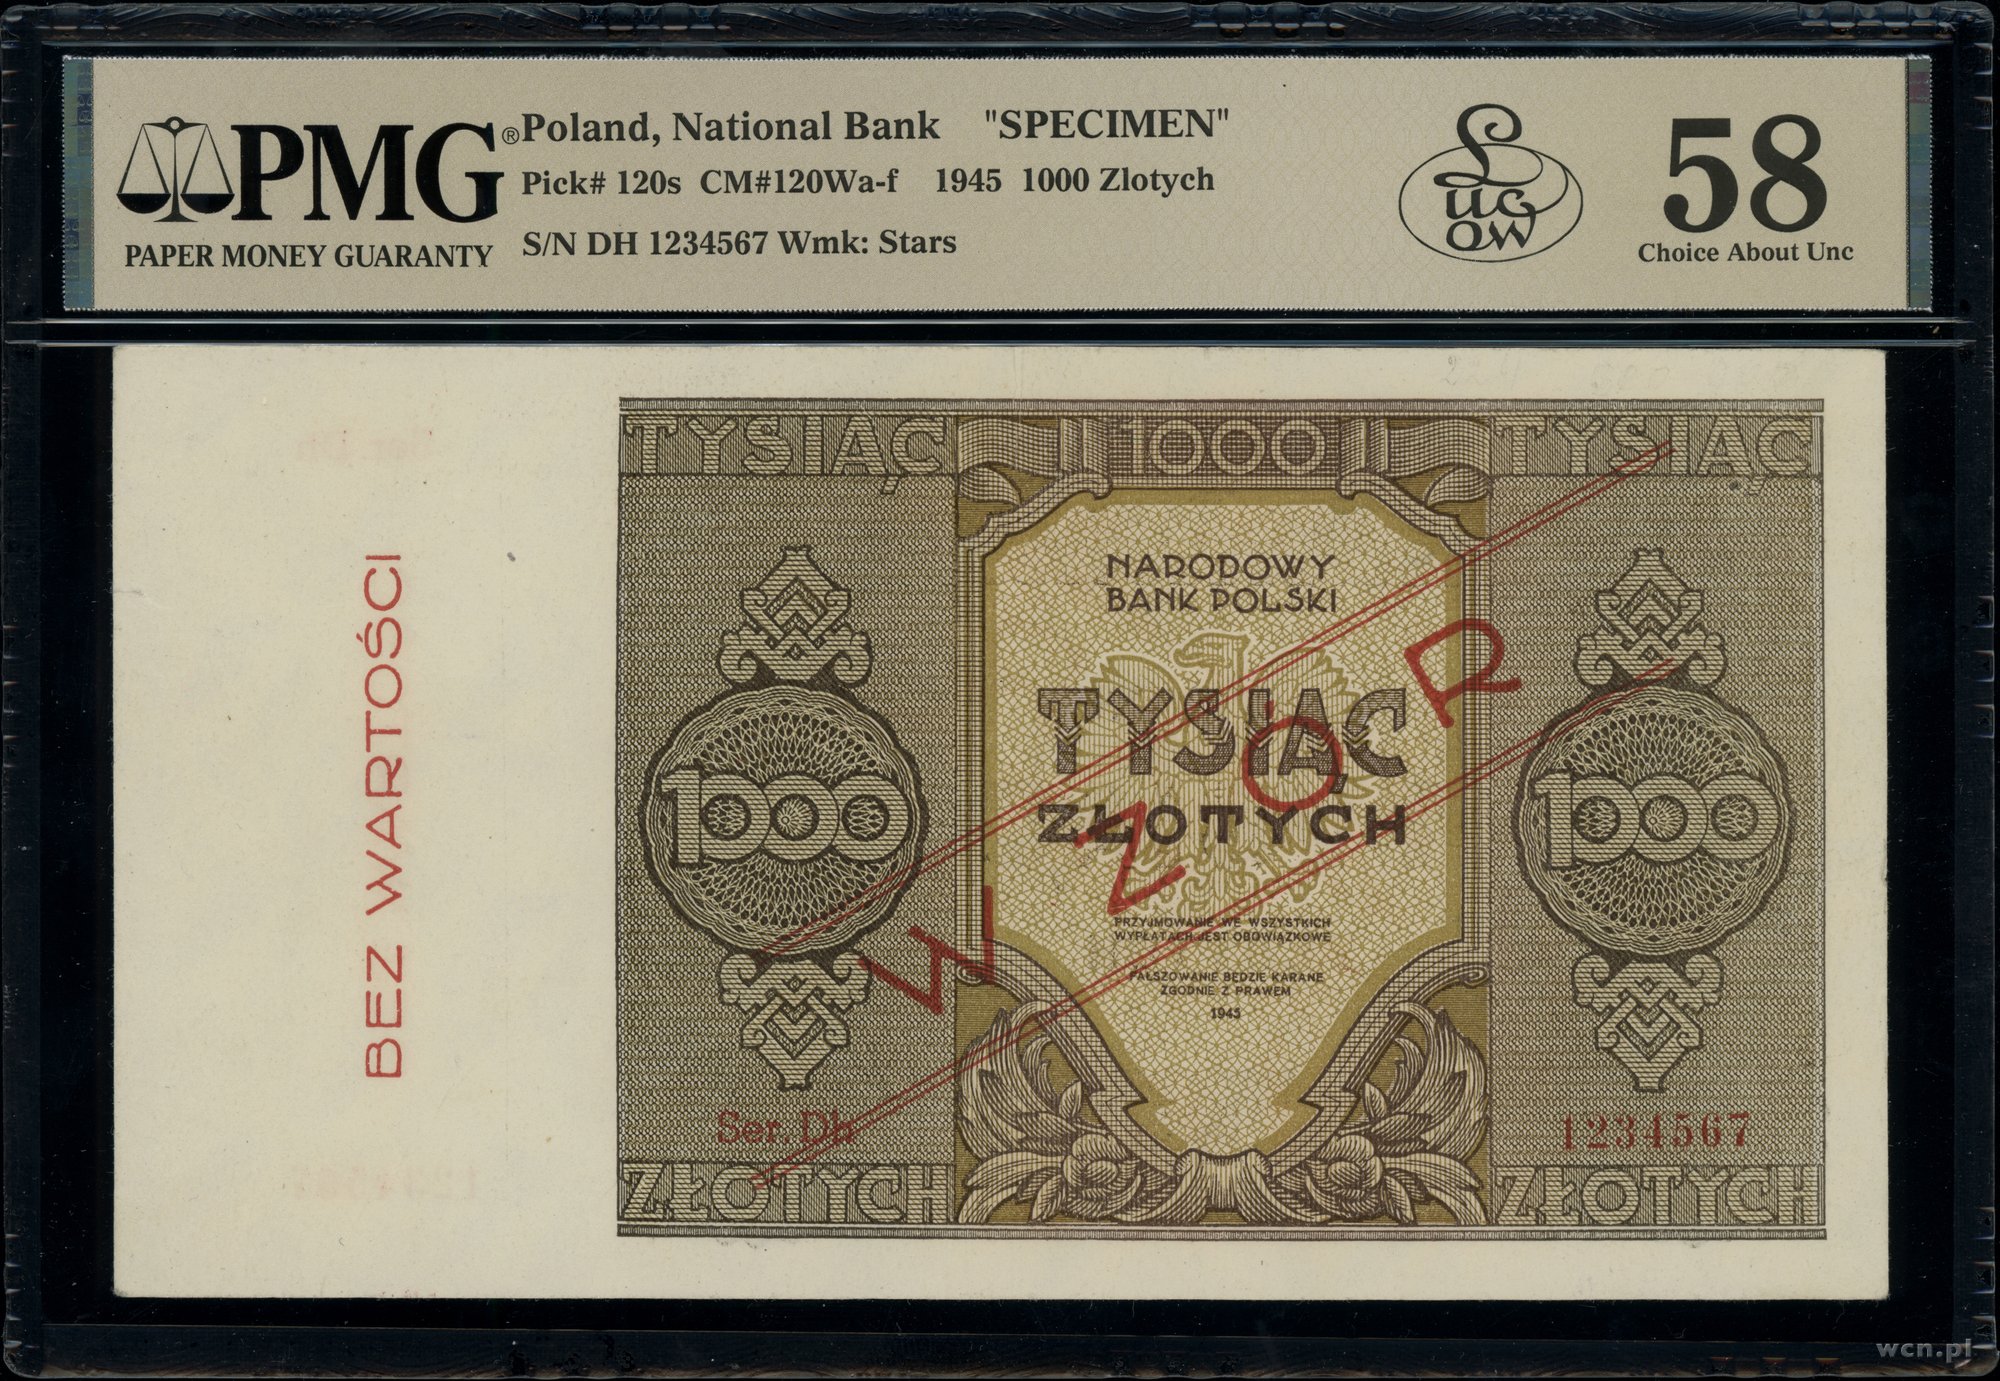 PMG®
PAPER MONEY GUARANTY
Poland, National Bank "SPECIMEN"
Pick# 120s CM#120Wa-f 1945 1000 Zlotych
S/N DH 1234567 Wmk: Stars
Lucow
58
Choice About Unc
BEZ WARTOŚCI
TYSIĄC
1000
TYSIĄC
NARODOWY
BANK POLSKI
TYSIĄC
ZŁOTYCH
1000
1000
WZÓR
PRZYJMOWANIE WE WSZYSTKICH
WYPŁATACH JEST OBOWIĄZKOWE
FAŁSZOWANIE BĘDZIE KARANE
ZGODNIE Z PRAWEM
1945
Ser. Dh
1234567
ZŁOTYCH
ZŁOTYCH
wcn.pl